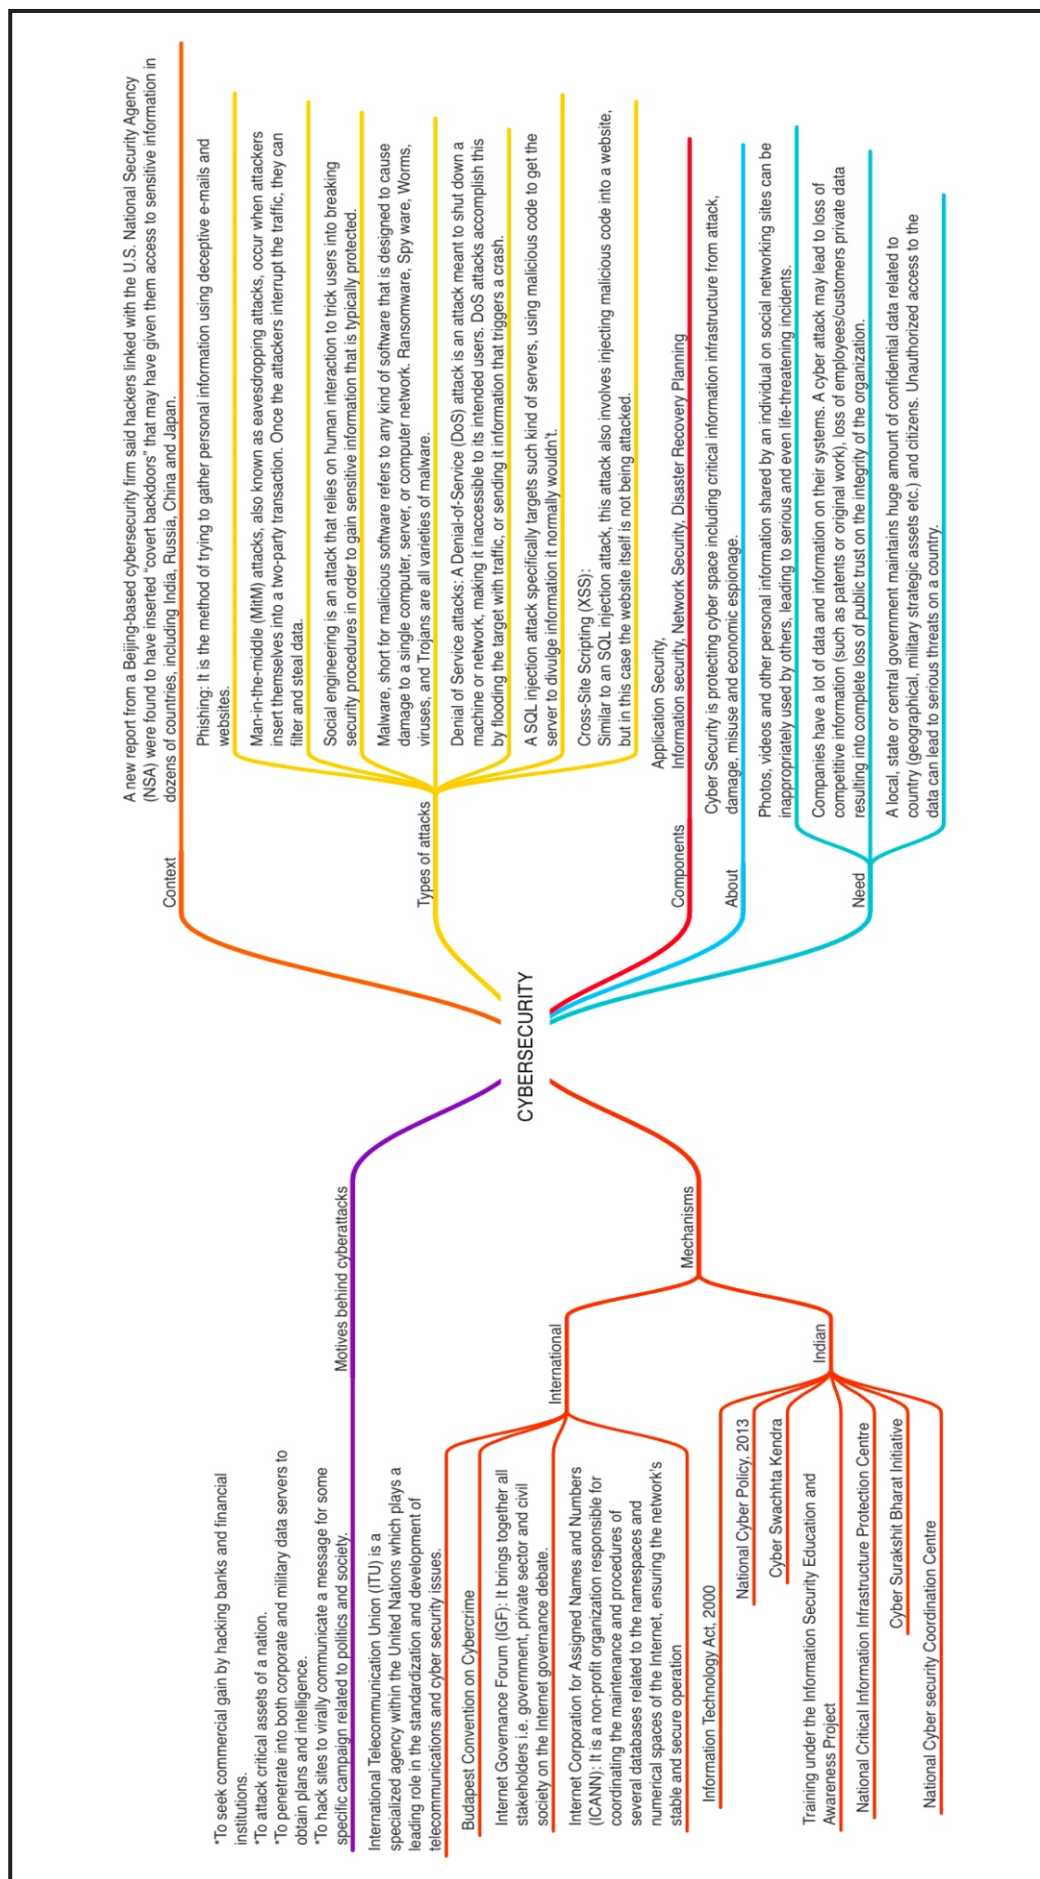 CYBERSECURITY
Context
A new report from a Beijing-based cybersecurity firm said hackers linked with the U.S. National Security Agency
(NSA) were found to have inserted "covert backdoors" that may have given them access to sensitive information in
dozens of countries, including India, Russia, China and Japan.
Types of attacks
Phishing: It is the method of trying to gather personal information using deceptive e-mails and
websites.
Man-in-the-middle (MitM) attacks, also known as eavesdropping attacks, occur when attackers
insert themselves into a two-party transaction. Once the attackers interrupt the traffic, they can
filter and steal data.
Social engineering is an attack that relies on human interaction to trick users into breaking
security procedures in order to gain sensitive information that is typically protected.
Malware, short for malicious software refers to any kind of software that is designed to cause
damage to a single computer, server, or computer network. Ransomware, Spy ware, Worms,
viruses, and Trojans are all varieties of malware.
Denial of Service attacks: A Denial-of-Service (DoS) attack is an attack meant to shut down a
machine or network, making it inaccessible to its intended users. DoS attacks accomplish this
by flooding the target with traffic, or sending it information that triggers a crash.
A SQL injection attack specifically targets such kind of servers, using malicious code to get the
server to divulge information it normally wouldn't.
Cross-Site Scripting (XSS):
Similar to an SQL injection attack, this attack also involves injecting malicious code into a website,
but in this case the website itself is not being attacked.
Components
Application Security,
Information security, Network Security, Disaster Recovery Planning
About
Cyber Security is protecting cyber space including critical information infrastructure from attack,
damage, misuse and economic espionage.
Need
Photos, videos and other personal information shared by an individual on social networking sites can be
inappropriately used by others, leading to serious and even life-threatening incidents.
Companies have a lot of data and information on their systems. A cyber attack may lead to loss of
competitive information (such as patents or original work), loss of employees/customers private data
resulting into complete loss of public trust on the integrity of the organization.
A local, state or central government maintains huge amount of confidential data related to
country (geographical, military strategic assets etc.) and citizens. Unauthorized access to the
data can lead to serious threats on a country.
Motives behind cyberattacks
*To seek commercial gain by hacking banks and financial
institutions.
*To attack critical assets of a nation.
*To penetrate into both corporate and military data servers to
obtain plans and intelligence.
*To hack sites to virally communicate a message for some
specific campaign related to politics and society.
Mechanisms
International
International Telecommunication Union (ITU) is a
specialized agency within the United Nations which plays a
leading role in the standardization and development of
telecommunications and cyber security issues.
Budapest Convention on Cybercrime
Internet Governance Forum (IGF): It brings together all
stakeholders i.e. government, private sector and civil
society on the Internet governance debate.
Internet Corporation for Assigned Names and Numbers
(ICANN): It is a non-profit organization responsible for
coordinating the maintenance and procedures of
several databases related to the namespaces and
numerical spaces of the Internet, ensuring the network's
stable and secure operation
Indian
Information Technology Act, 2000
National Cyber Policy, 2013
Cyber Swachhta Kendra
Training under the Information Security Education and
Awareness Project
National Critical Information Infrastructure Protection Centre
Cyber Surakshit Bharat Initiative
National Cyber security Coordination Centre